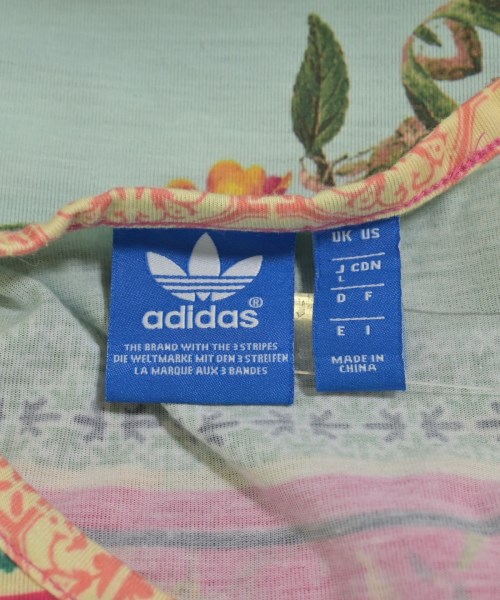 adidas®
THE BRAND WITH THE 3 STRIPES
DIE WELTMARKE MIT DEN 3 STREIFEN
LA MARQUE AUX 3 BANDES
UK US
J CDN
L
D F
E I
MADE IN
CHINA